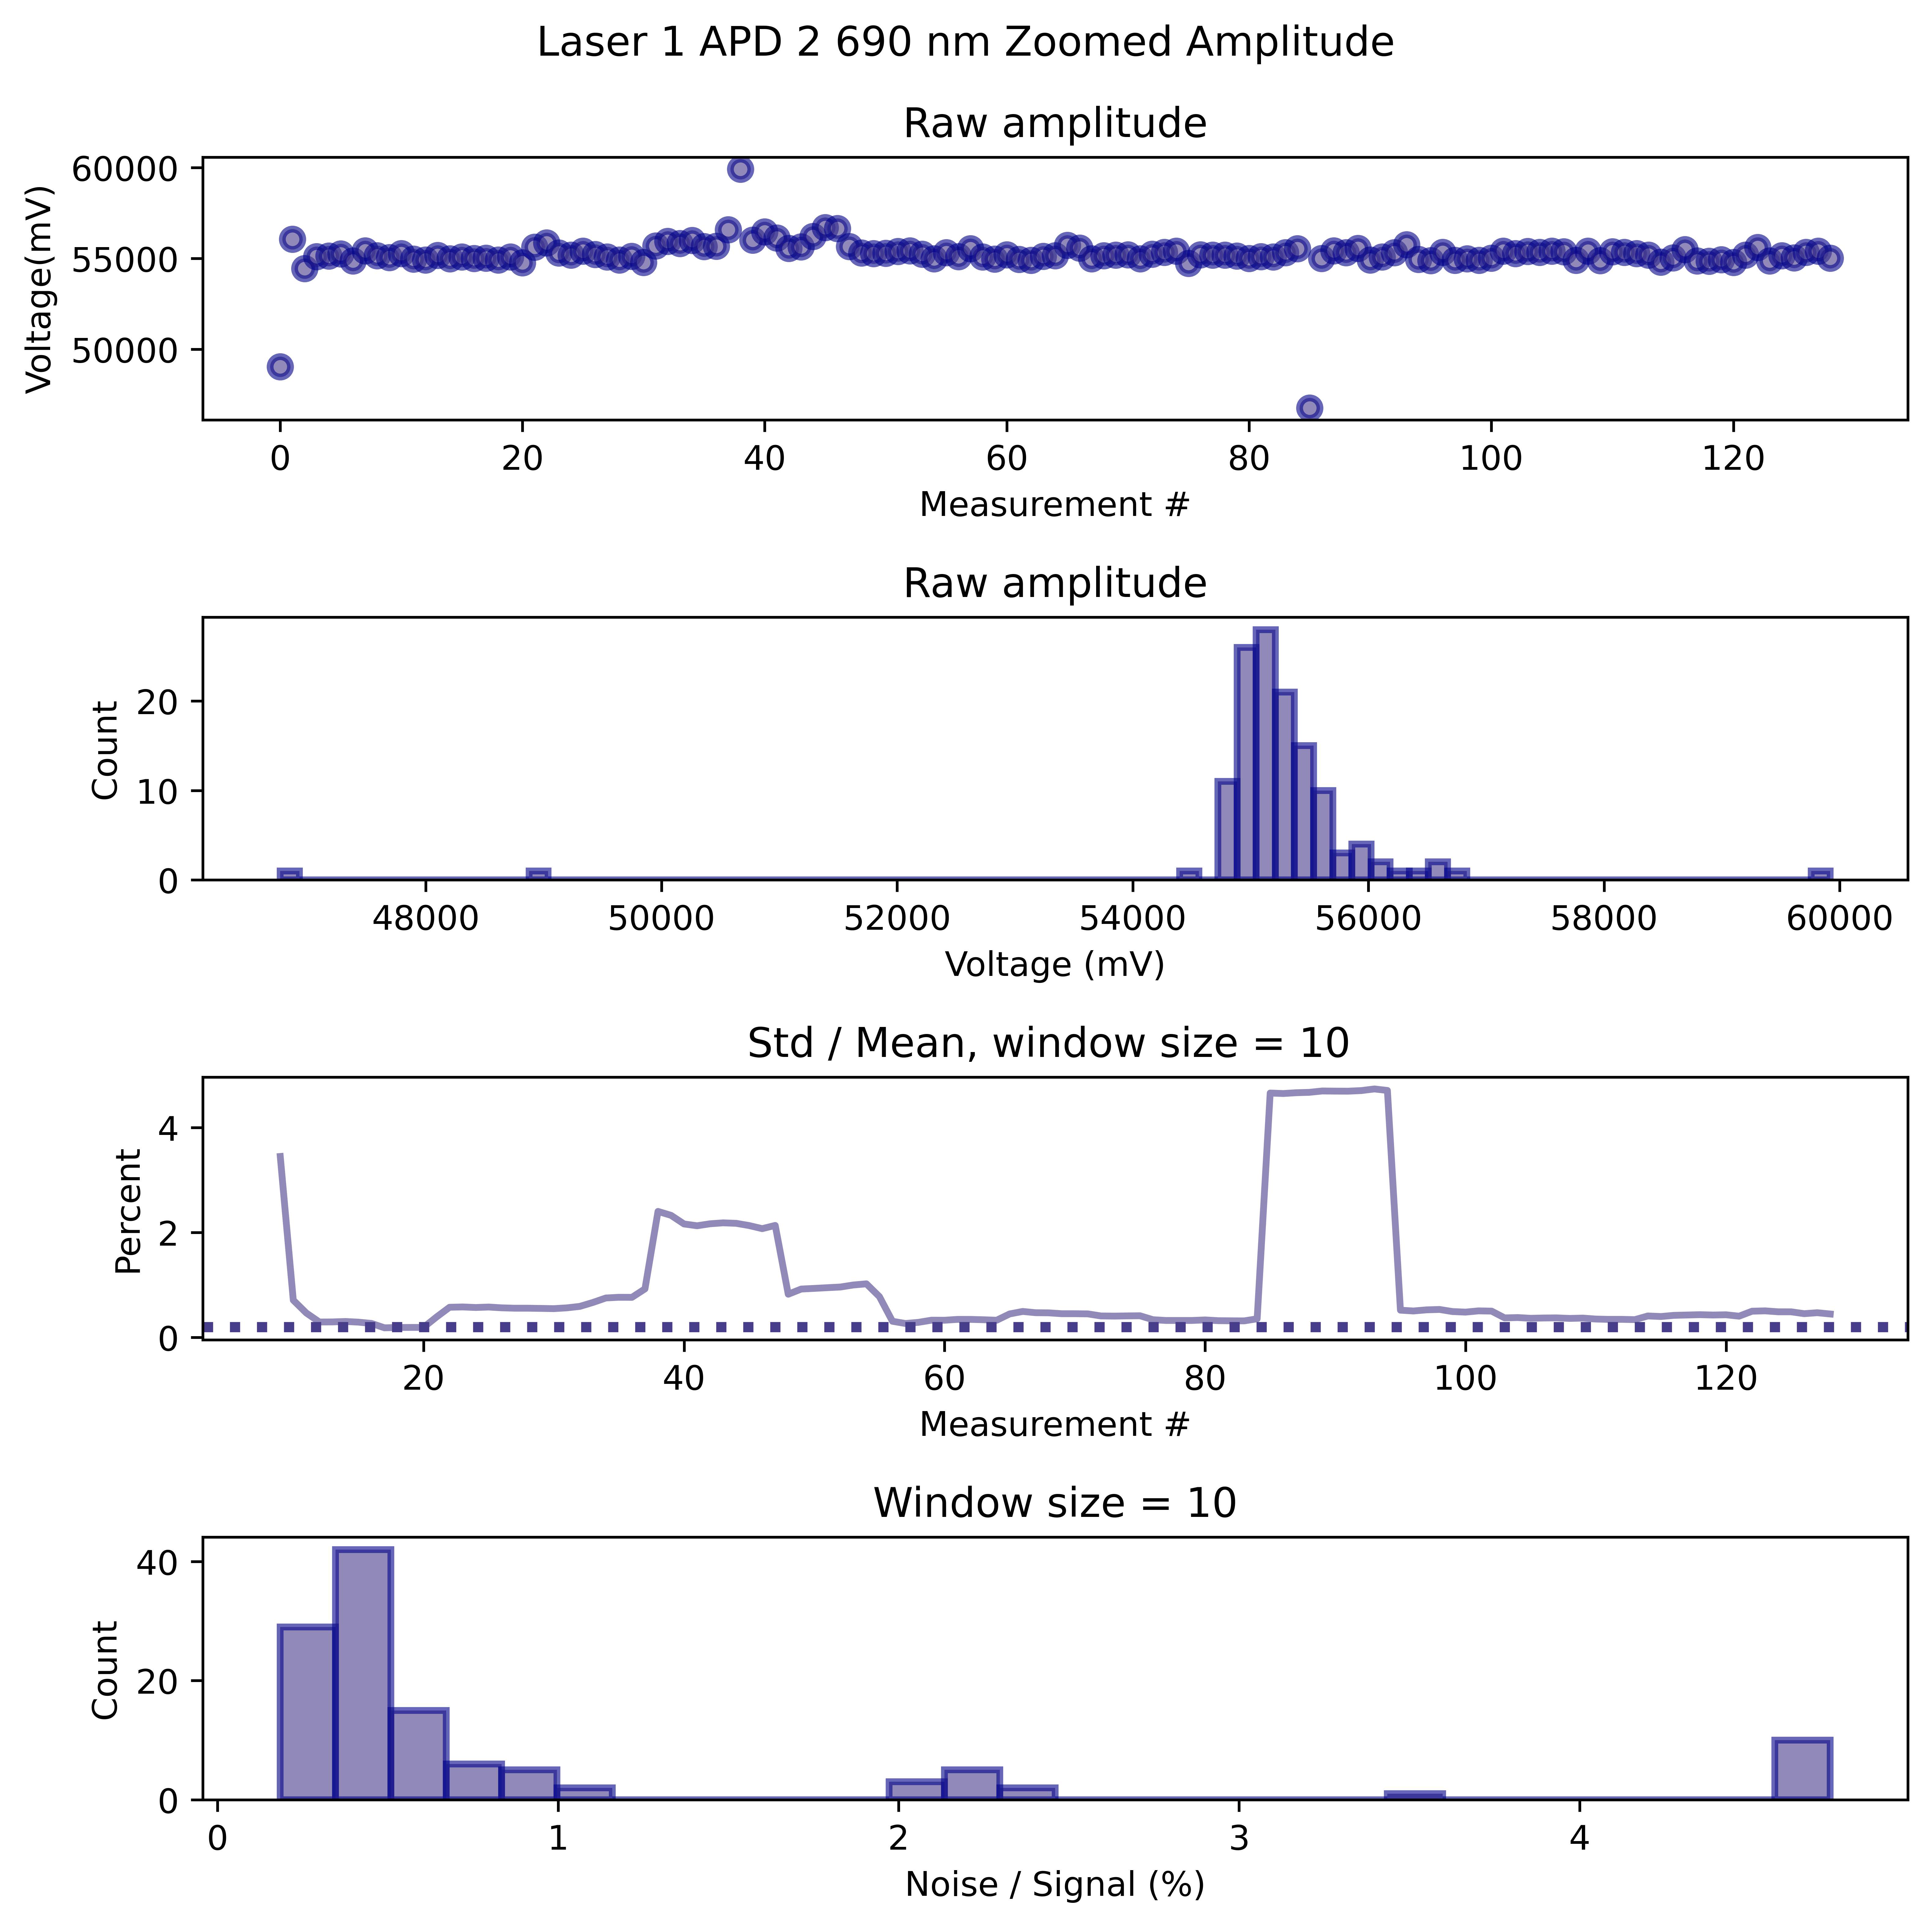 Laser 1 APD 2 690 nm Zoomed Amplitude
Raw amplitude
Voltage(mV)
60000
55000
50000
0 20 40 60 80 100 120
Measurement #
Raw amplitude
Count
20
10
0
48000 50000 52000 54000 56000 58000 60000
Voltage (mV)
Std / Mean, window size = 10
Percent
4
2
0
20 40 60 80 100 120
Measurement #
Window size = 10
Count
40
20
0
0 1 2 3 4
Noise / Signal (%)